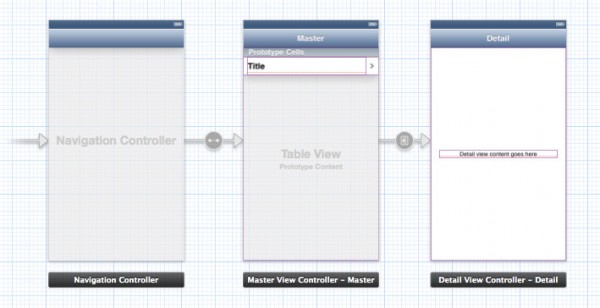 Navigation Controller
Navigation Controller
Master
Prototype Cells
Title
Table View
Prototype Content
Master View Controller – Master
Detail
Detail view content goes here
Detail View Controller – Detail